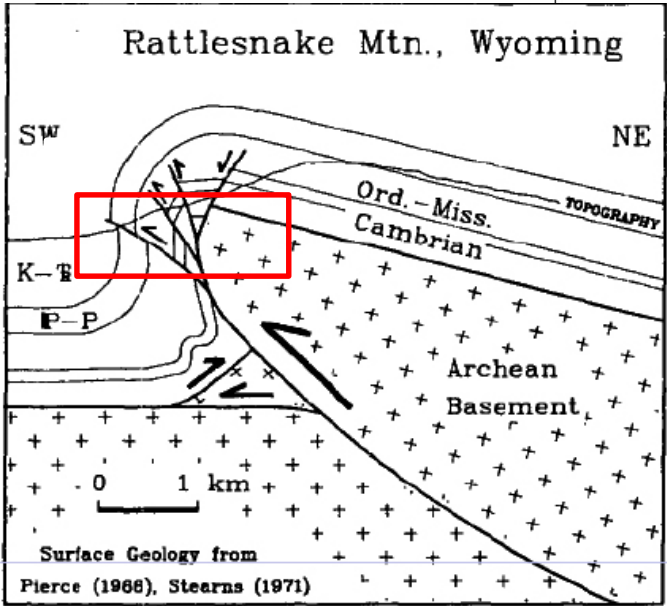 Rattlesnake Mtn., Wyoming
SW
NE
Ord.-Miss.
TOPOGRAPHY
Cambrian
P-P
Archean
Basement
0 1 km
Surface Geology from
Pierce (1966), Stearns (1971)